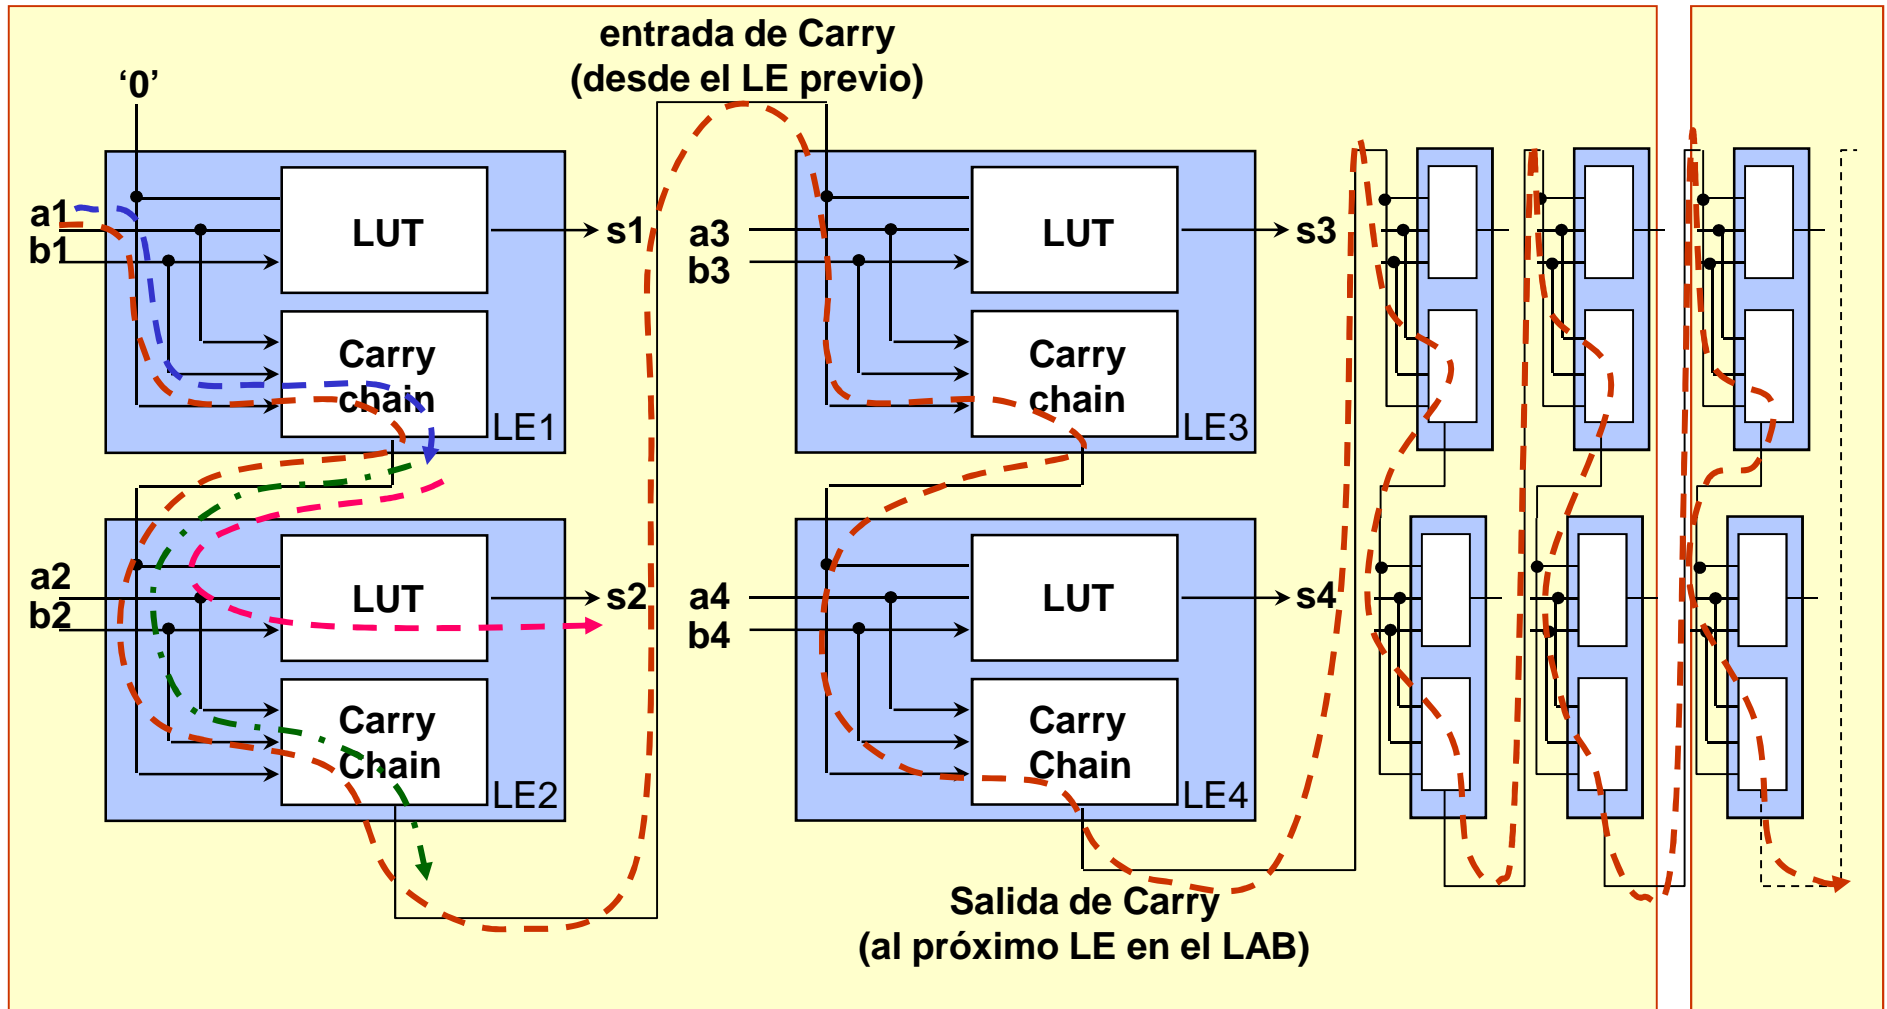 entrada de Carry
(desde el LE previo)
‘0’
a1
b1
LUT
s1
Carry
chain
LE1
a2
b2
LUT
s2
Carry
Chain
LE2
a3
b3
LUT
s3
Carry
chain
LE3
a4
b4
LUT
s4
Carry
Chain
LE4
Salida de Carry
(al próximo LE en el LAB)